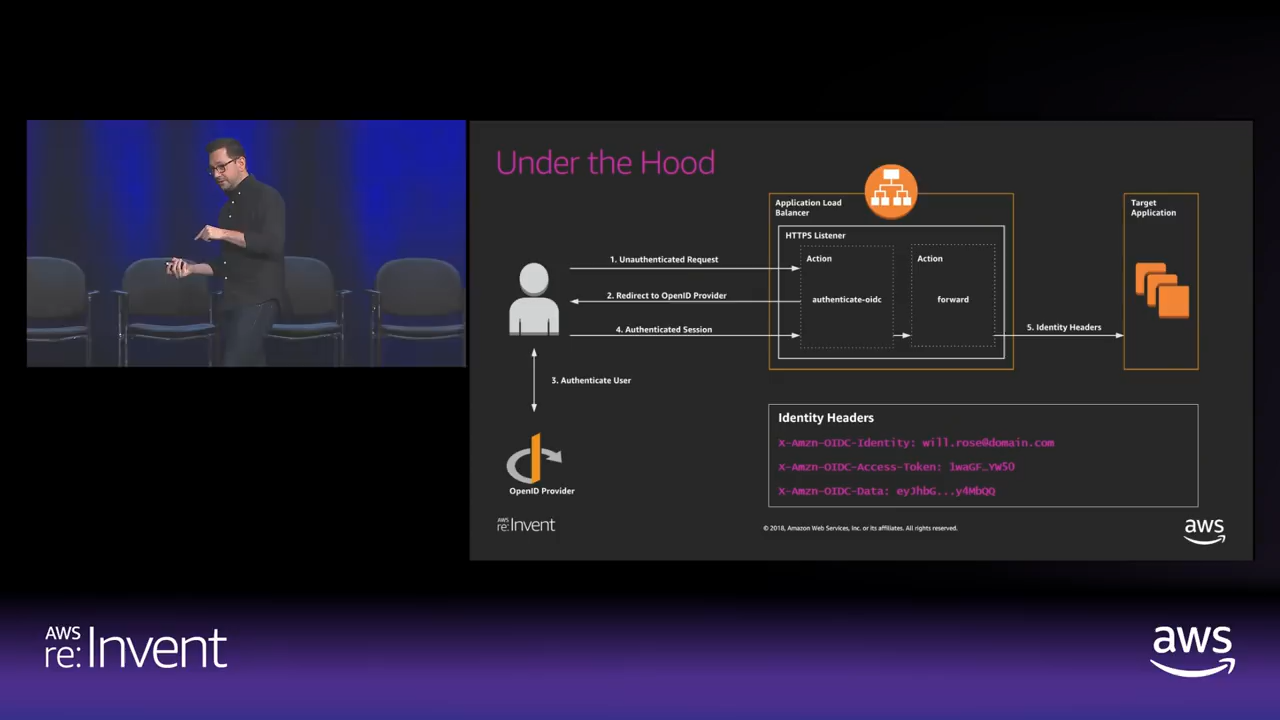 Under the Hood
Application Load
Balancer
HTTPS Listener
Action
authenticate-oidc
Action
forward
Target
Application
1. Unauthenticated Request
2. Redirect to OpenID Provider
4. Authenticated Session
5. Identity Headers
3. Authenticate User
OpenID Provider
Identity Headers
X-Amzn-OIDC-Identity: will.rose@domain.com
X-Amzn-OIDC-Access-Token: 1waGF…YW50
X-Amzn-OIDC-Data: eyJhbG...y4MbQQ
AWS
re:Invent
© 2018, Amazon Web Services, Inc. or its affiliates. All rights reserved.
aws
AWS
re:Invent
aws